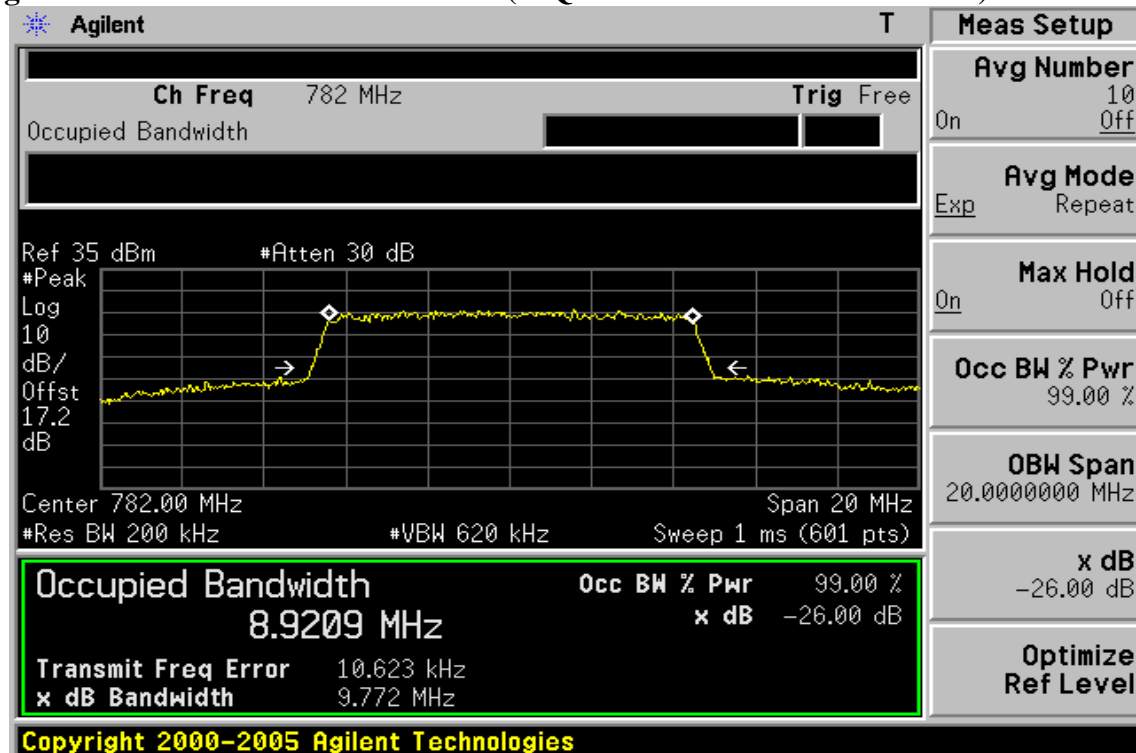 Agilent T
Ch Freq 782 MHz Trig Free
Occupied Bandwidth
Ref 35 dBm #Atten 30 dB
#Peak
Log
10
dB/
Offst
17.2
dB
Center 782.00 MHz Span 20 MHz
#Res BW 200 kHz #VBW 620 kHz Sweep 1 ms (601 pts)
Occupied Bandwidth Occ BW % Pwr 99.00 %
8.9209 MHz x dB -26.00 dB
Transmit Freq Error 10.623 kHz
x dB Bandwidth 9.772 MHz
Copyright 2000-2005 Agilent Technologies
Meas Setup
Avg Number
10
On Off
Avg Mode
Exp Repeat
Max Hold
On Off
Occ BW % Pwr
99.00 %
OBW Span
20.0000000 MHz
x dB
-26.00 dB
Optimize
Ref Level